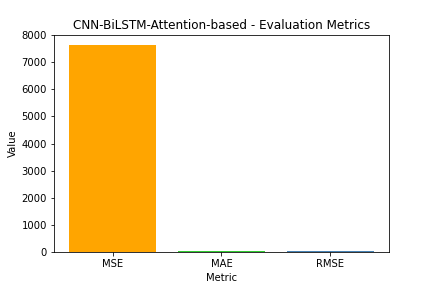 CNN-BiLSTM-Attention-based - Evaluation Metrics
8000
7000
6000
5000
4000
3000
2000
1000
0
Value
MSE MAE RMSE
Metric